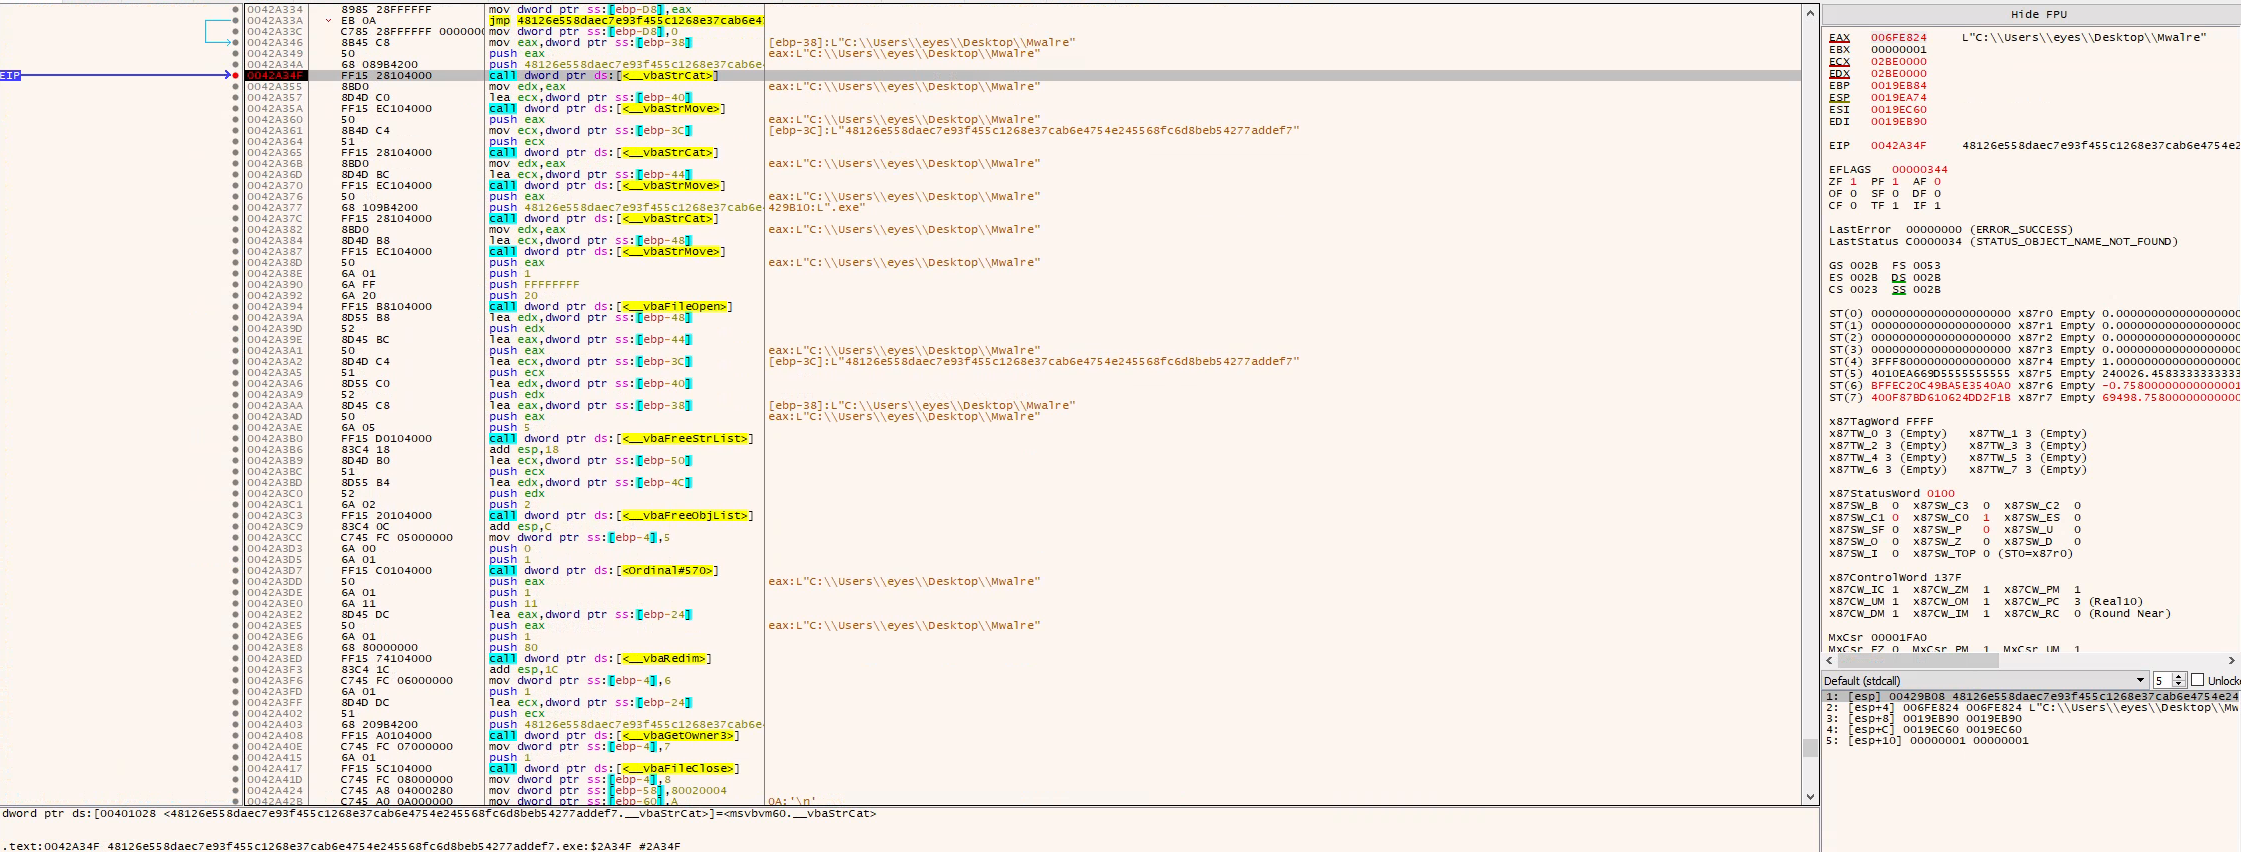 0042A334 8985 28FFFFFF mov dword ptr ss:[ebp-D8],eax
0042A33A EB 0A jmp 48126e558daec7e93f455c1268e37cab6e47
0042A33C C785 28FFFFFF 0000000 mov dword ptr ss:[ebp-D8],0
0042A346 8B45 C8 mov eax,dword ptr ss:[ebp-38] [ebp-38]:L"C:\\Users\\eyes\\Desktop\\Mwalre"
0042A349 50 push eax eax:L"C:\\Users\\eyes\\Desktop\\Mwalre"
0042A34A 68 089B4200 push 48126e558daec7e93f455c1268e37cab6e
EIP 0042A34F FF15 28104000 call dword ptr ds:[<__vbaStrCat>]
0042A355 8BD0 mov edx,eax eax:L"C:\\Users\\eyes\\Desktop\\Mwalre"
0042A357 8D4D C0 lea ecx,dword ptr ss:[ebp-40]
0042A35A FF15 EC104000 call dword ptr ds:[<__vbaStrMove>]
0042A360 50 push eax eax:L"C:\\Users\\eyes\\Desktop\\Mwalre"
0042A361 8B4D C4 mov ecx,dword ptr ss:[ebp-3C] [ebp-3C]:L"48126e558daec7e93f455c1268e37cab6e4754e245568fc6d8beb54277addef7"
0042A364 51 push ecx
0042A365 FF15 28104000 call dword ptr ds:[<__vbaStrCat>]
0042A36B 8BD0 mov edx,eax eax:L"C:\\Users\\eyes\\Desktop\\Mwalre"
0042A36D 8D4D BC lea ecx,dword ptr ss:[ebp-44]
0042A370 FF15 EC104000 call dword ptr ds:[<__vbaStrMove>]
0042A376 50 push eax eax:L"C:\\Users\\eyes\\Desktop\\Mwalre"
0042A377 68 109B4200 push 48126e558daec7e93f455c1268e37cab6e 429B10:L".exe"
0042A37C FF15 28104000 call dword ptr ds:[<__vbaStrCat>]
0042A382 8BD0 mov edx,eax eax:L"C:\\Users\\eyes\\Desktop\\Mwalre"
0042A384 8D4D B8 lea ecx,dword ptr ss:[ebp-48]
0042A387 FF15 EC104000 call dword ptr ds:[<__vbaStrMove>]
0042A38D 50 push eax eax:L"C:\\Users\\eyes\\Desktop\\Mwalre"
0042A38E 6A 01 push 1
0042A390 6A FF push FFFFFFFF
0042A392 6A 20 push 20
0042A394 FF15 B8104000 call dword ptr ds:[<__vbaFileOpen>]
0042A39A 8D55 B8 lea edx,dword ptr ss:[ebp-48]
0042A39D 52 push edx
0042A39E 8D45 BC lea eax,dword ptr ss:[ebp-44]
0042A3A1 50 push eax eax:L"C:\\Users\\eyes\\Desktop\\Mwalre"
0042A3A2 8D4D C4 lea ecx,dword ptr ss:[ebp-3C] [ebp-3C]:L"48126e558daec7e93f455c1268e37cab6e4754e245568fc6d8beb54277addef7"
0042A3A5 51 push ecx
0042A3A6 8D55 C0 lea edx,dword ptr ss:[ebp-40]
0042A3A9 52 push edx
0042A3AA 8D45 C8 lea eax,dword ptr ss:[ebp-38] [ebp-38]:L"C:\\Users\\eyes\\Desktop\\Mwalre"
0042A3AD 50 push eax eax:L"C:\\Users\\eyes\\Desktop\\Mwalre"
0042A3AE 6A 05 push 5
0042A3B0 FF15 D0104000 call dword ptr ds:[<__vbaFreeStrList>]
0042A3B6 83C4 18 add esp,18
0042A3B9 8D4D B0 lea ecx,dword ptr ss:[ebp-50]
0042A3BC 51 push ecx
0042A3BD 8D55 B4 lea edx,dword ptr ss:[ebp-4C]
0042A3C0 52 push edx
0042A3C1 6A 02 push 2
0042A3C3 FF15 20104000 call dword ptr ds:[<__vbaFreeObjList>]
0042A3C9 83C4 0C add esp,C
0042A3CC C745 FC 05000000 mov dword ptr ss:[ebp-4],5
0042A3D3 6A 00 push 0
0042A3D5 6A 01 push 1
0042A3D7 FF15 C0104000 call dword ptr ds:[<Ordinal#570>]
0042A3DD 50 push eax eax:L"C:\\Users\\eyes\\Desktop\\Mwalre"
0042A3DE 6A 01 push 1
0042A3E0 6A 11 push 11
0042A3E2 8D45 DC lea eax,dword ptr ss:[ebp-24]
0042A3E5 50 push eax eax:L"C:\\Users\\eyes\\Desktop\\Mwalre"
0042A3E6 6A 01 push 1
0042A3E8 68 80000000 push 80
0042A3ED FF15 74104000 call dword ptr ds:[<__vbaRedim>]
0042A3F3 83C4 1C add esp,1C
0042A3F6 C745 FC 06000000 mov dword ptr ss:[ebp-4],6
0042A3FD 6A 01 push 1
0042A3FF 8D4D DC lea ecx,dword ptr ss:[ebp-24]
0042A402 51 push ecx
0042A403 68 209B4200 push 48126e558daec7e93f455c1268e37cab6e
0042A408 FF15 A0104000 call dword ptr ds:[<__vbaGetOwner3>]
0042A40E C745 FC 07000000 mov dword ptr ss:[ebp-4],7
0042A415 6A 01 push 1
0042A417 FF15 5C104000 call dword ptr ds:[<__vbaFileClose>]
0042A41D C745 FC 08000000 mov dword ptr ss:[ebp-4],8
0042A424 C745 A8 04000280 mov dword ptr ss:[ebp-58],80020004
0042A42B C745 A0 0A000000 mov dword ptr ss:[ebp-60],A 0A:'\n'
dword ptr ds:[00401028 <48126e558daec7e93f455c1268e37cab6e4754e245568fc6d8beb54277addef7.__vbaStrCat>]=<msvbvm60.__vbaStrCat>
.text:0042A34F 48126e558daec7e93f455c1268e37cab6e4754e245568fc6d8beb54277addef7.exe:$2A34F #2A34F
Hide FPU
EAX 006FE824 L"C:\\Users\\eyes\\Desktop\\Mwalre"
EBX 00000001
ECX 02BE0000
EDX 02BE0000
EBP 0019EB84
ESP 0019EA74
ESI 0019EC60
EDI 0019EB90
EIP 0042A34F 48126e558daec7e93f455c1268e37cab6e4754e2
EFLAGS 00000344
ZF 1 PF 1 AF 0
OF 0 SF 0 DF 0
CF 0 TF 1 IF 1
LastError 00000000 (ERROR_SUCCESS)
LastStatus C0000034 (STATUS_OBJECT_NAME_NOT_FOUND)
GS 002B FS 0053
ES 002B DS 002B
CS 0023 SS 002B
ST(0) 00000000000000000000 x87r0 Empty 0.0000000000000000
ST(1) 00000000000000000000 x87r1 Empty 0.0000000000000000
ST(2) 00000000000000000000 x87r2 Empty 0.0000000000000000
ST(3) 00000000000000000000 x87r3 Empty 0.0000000000000000
ST(4) 3FFF8000000000000000 x87r4 Empty 1.0000000000000000
ST(5) 4010EA669D5555555555 x87r5 Empty 240026.45833333333
ST(6) BFFEC20C49BA5E3540A0 x87r6 Empty -0.758000000000001
ST(7) 400F87BD610624DD2F1B x87r7 Empty 69498.758000000000
x87TagWord FFFF
x87TW_0 3 (Empty) x87TW_1 3 (Empty)
x87TW_2 3 (Empty) x87TW_3 3 (Empty)
x87TW_4 3 (Empty) x87TW_5 3 (Empty)
x87TW_6 3 (Empty) x87TW_7 3 (Empty)
x87StatusWord 0100
x87SW_B 0 x87SW_C3 0 x87SW_C2 0
x87SW_C1 0 x87SW_C0 1 x87SW_ES 0
x87SW_SF 0 x87SW_P 0 x87SW_U 0
x87SW_O 0 x87SW_Z 0 x87SW_D 0
x87SW_I 0 x87SW_TOP 0 (ST0=x87r0)
x87ControlWord 137F
x87CW_IC 1 x87CW_ZM 1 x87CW_PM 1
x87CW_UM 1 x87CW_OM 1 x87CW_PC 3 (Real10)
x87CW_DM 1 x87CW_IM 1 x87CW_RC 0 (Round Near)
MxCsr 00001FA0
MxCsr_FZ 0 MxCsr_PM 1 MxCsr_UM 1
Default (stdcall) 5 Unlock
1: [esp] 00429B08 48126e558daec7e93f455c1268e37cab6e4754e24
2: [esp+4] 006FE824 006FE824 L"C:\\Users\\eyes\\Desktop\\Mw
3: [esp+8] 0019EB90 0019EB90
4: [esp+C] 0019EC60 0019EC60
5: [esp+10] 00000001 00000001